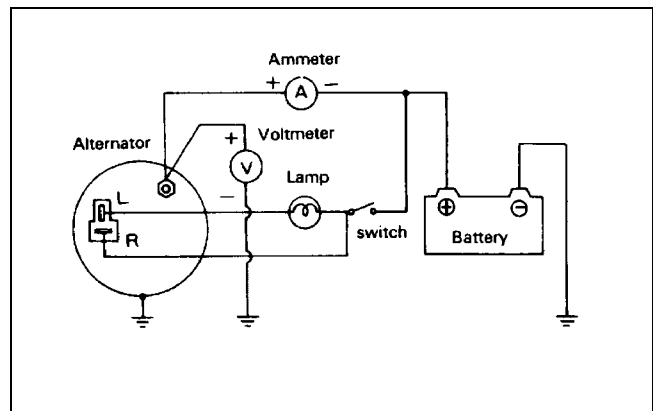 Ammeter
+ A −
Alternator
+ Voltmeter
V
−
Lamp
L
R
switch
+ −
Battery